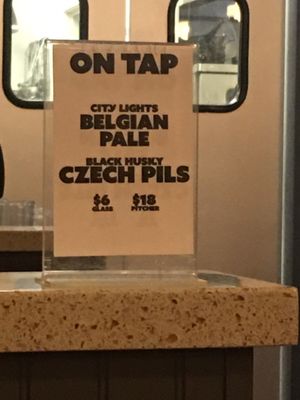 ON TAP
CITY LIGHTS
BELGIAN
PALE
BLACK HUSKY
CZECH PILS
$6 $18
GLASS PITCHER